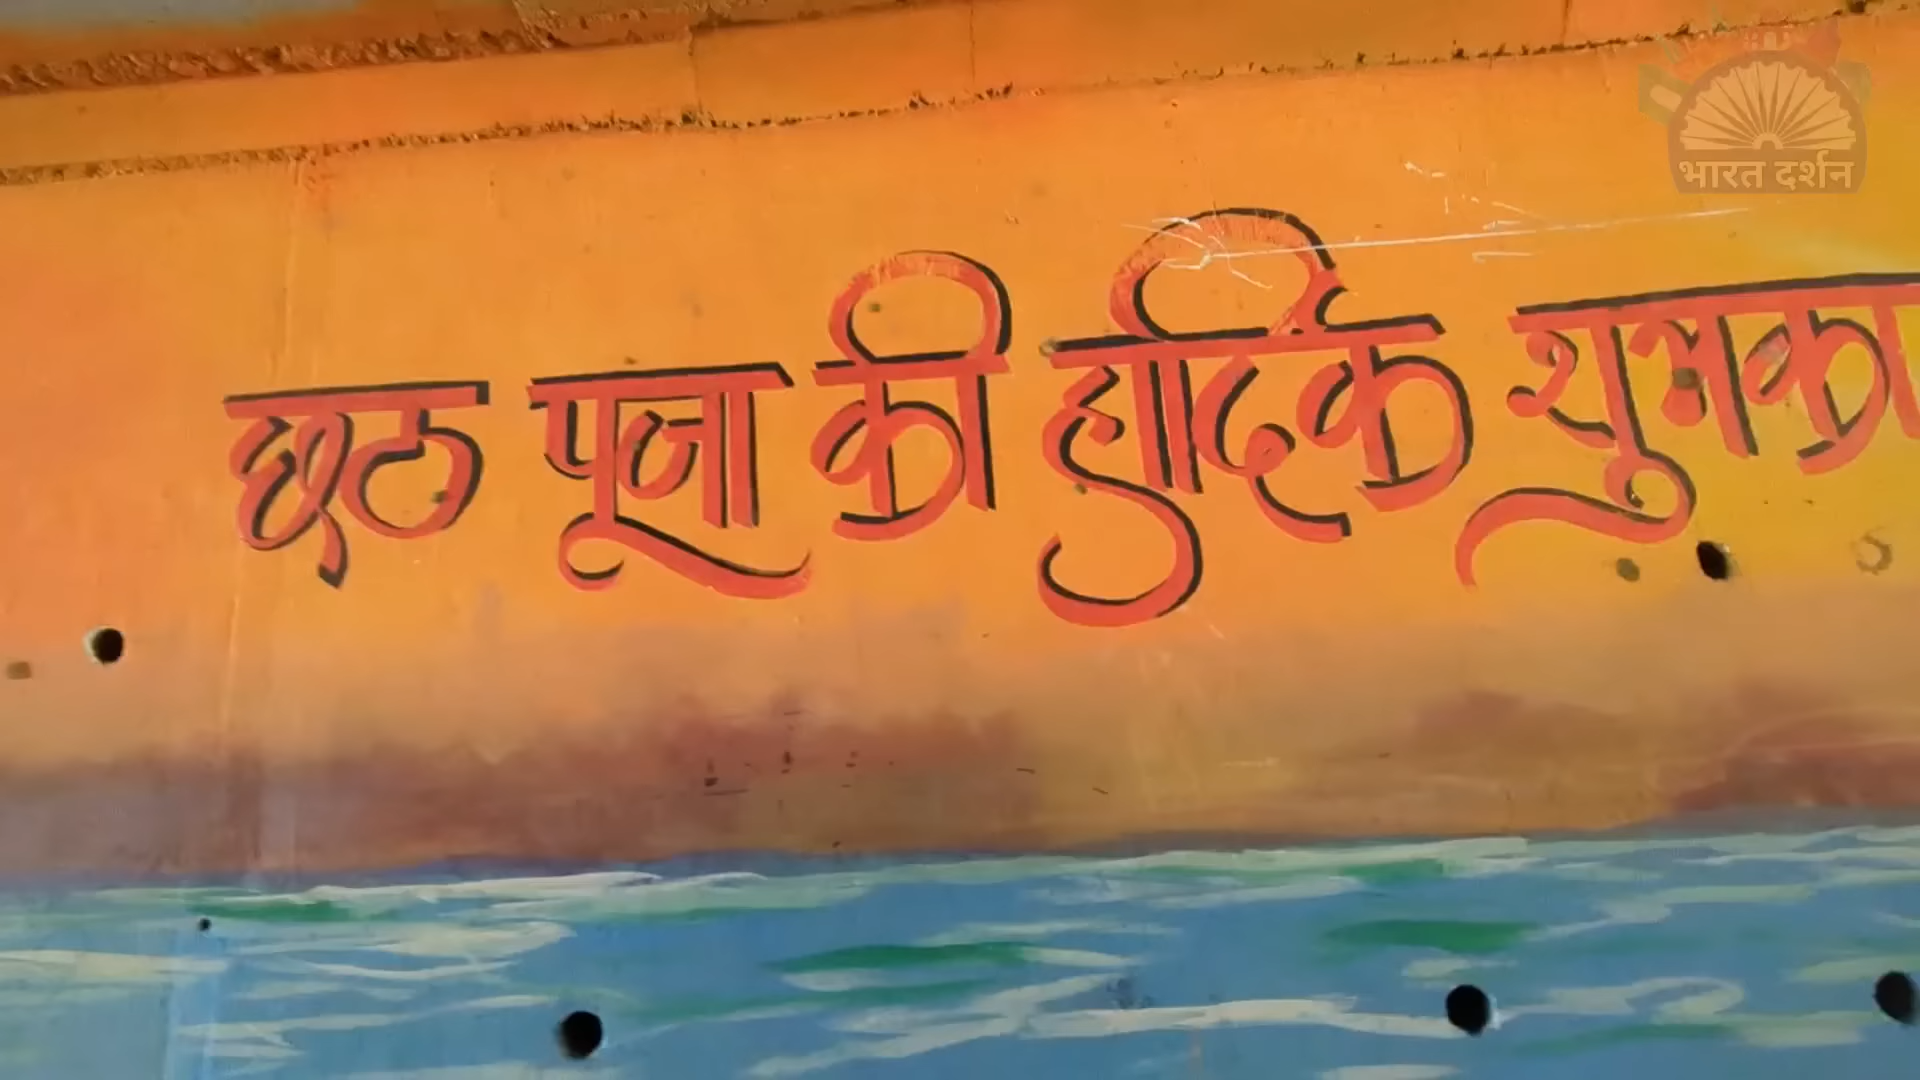 भारत दर्शन
छठ पूजा की हार्दिक शुभका